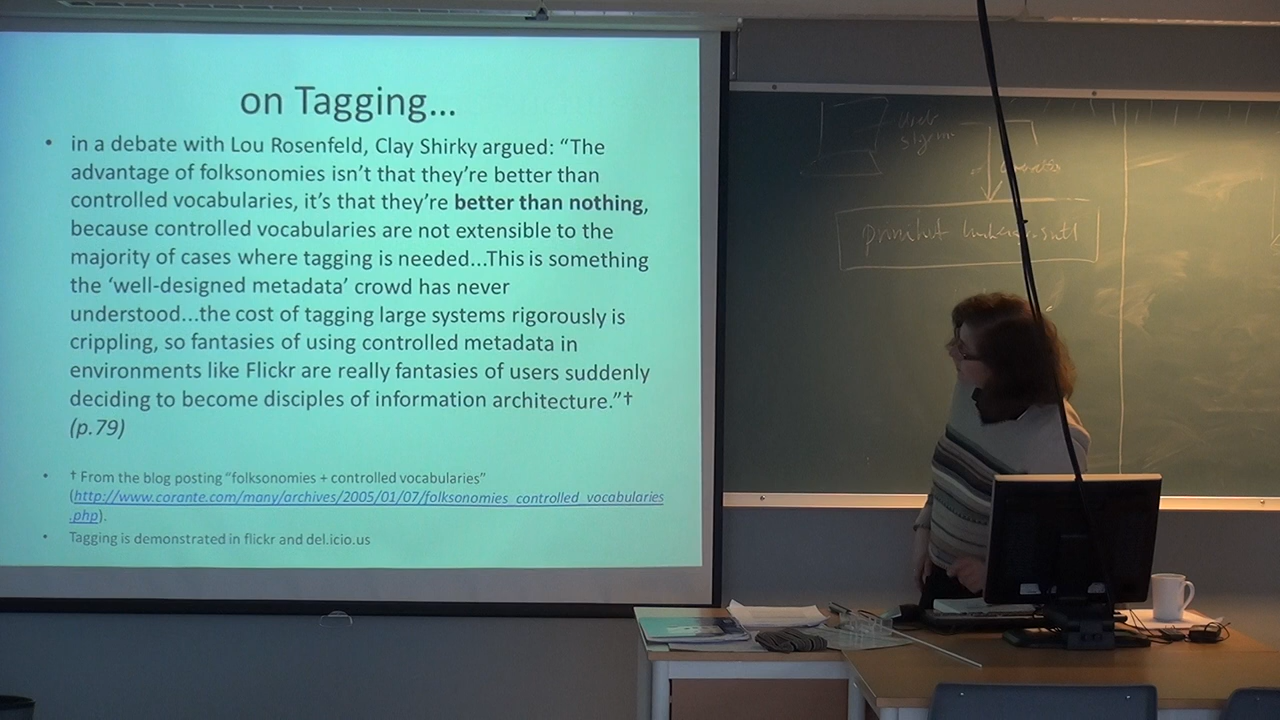 on Tagging...
• in a debate with Lou Rosenfeld, Clay Shirky argued: “The
advantage of folksonomies isn’t that they’re better than
controlled vocabularies, it’s that they’re better than nothing,
because controlled vocabularies are not extensible to the
majority of cases where tagging is needed...This is something
the ‘well-designed metadata’ crowd has never
understood...the cost of tagging large systems rigorously is
crippling, so fantasies of using controlled metadata in
environments like Flickr are really fantasies of users suddenly
deciding to become disciples of information architecture.”†
(p.79)
• † From the blog posting “folksonomies + controlled vocabularies”
(http://www.corante.com/many/archives/2005/01/07/folksonomies_controlled_vocabularies
.php).
• Tagging is demonstrated in flickr and del.icio.us